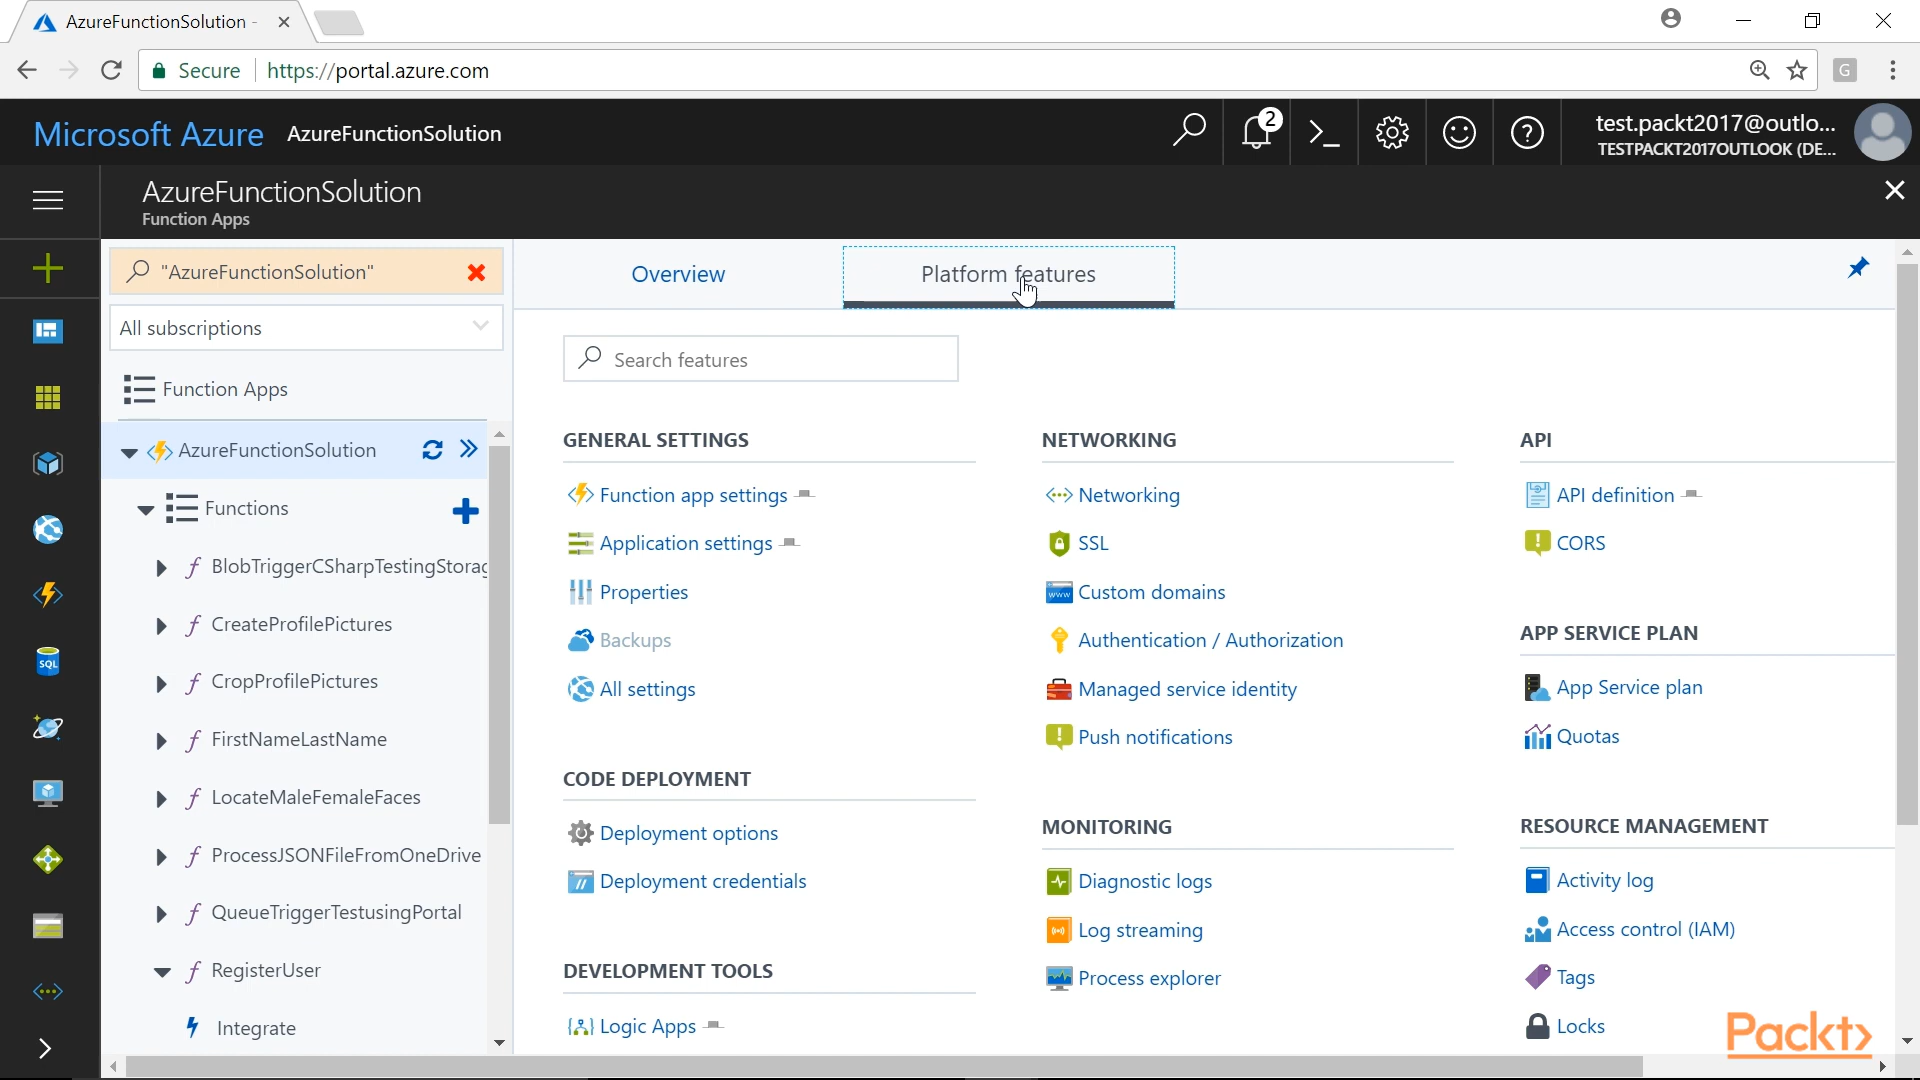 AzureFunctionSolution -
Secure
https://portal.azure.com
G
Microsoft Azure
AzureFunctionSolution
2
test.packt2017@outlo...
TESTPACKT2017OUTLOOK (DE...
AzureFunctionSolution
Function Apps
"AzureFunctionSolution"
All subscriptions
Function Apps
AzureFunctionSolution
Functions
BlobTriggerCSharpTestingStorag
CreateProfilePictures
CropProfilePictures
FirstNameLastName
LocateMaleFemaleFaces
ProcessJSONFileFromOneDrive
QueueTriggerTestusingPortal
RegisterUser
Integrate
SQL
Overview
Platform features
Search features
GENERAL SETTINGS
Function app settings
Application settings
Properties
Backups
All settings
CODE DEPLOYMENT
Deployment options
Deployment credentials
DEVELOPMENT TOOLS
Logic Apps
NETWORKING
Networking
SSL
www Custom domains
Authentication / Authorization
Managed service identity
Push notifications
MONITORING
Diagnostic logs
Log streaming
Process explorer
API
API definition
CORS
APP SERVICE PLAN
App Service plan
Quotas
RESOURCE MANAGEMENT
Activity log
Access control (IAM)
Tags
Locks
Packt>